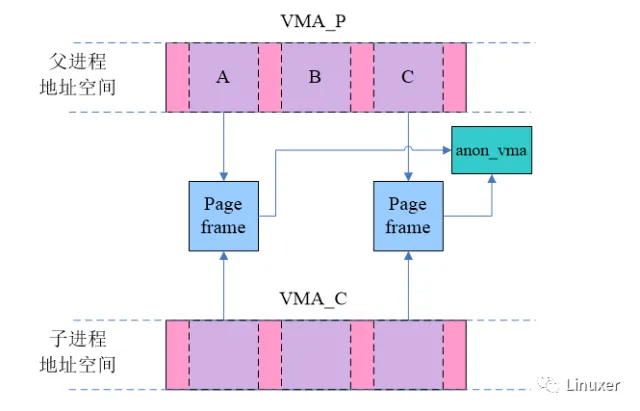 VMA_P
父进程
地址空间
A
B
C
anon_vma
Page
frame
Page
frame
VMA_C
子进程
地址空间
Linuxer